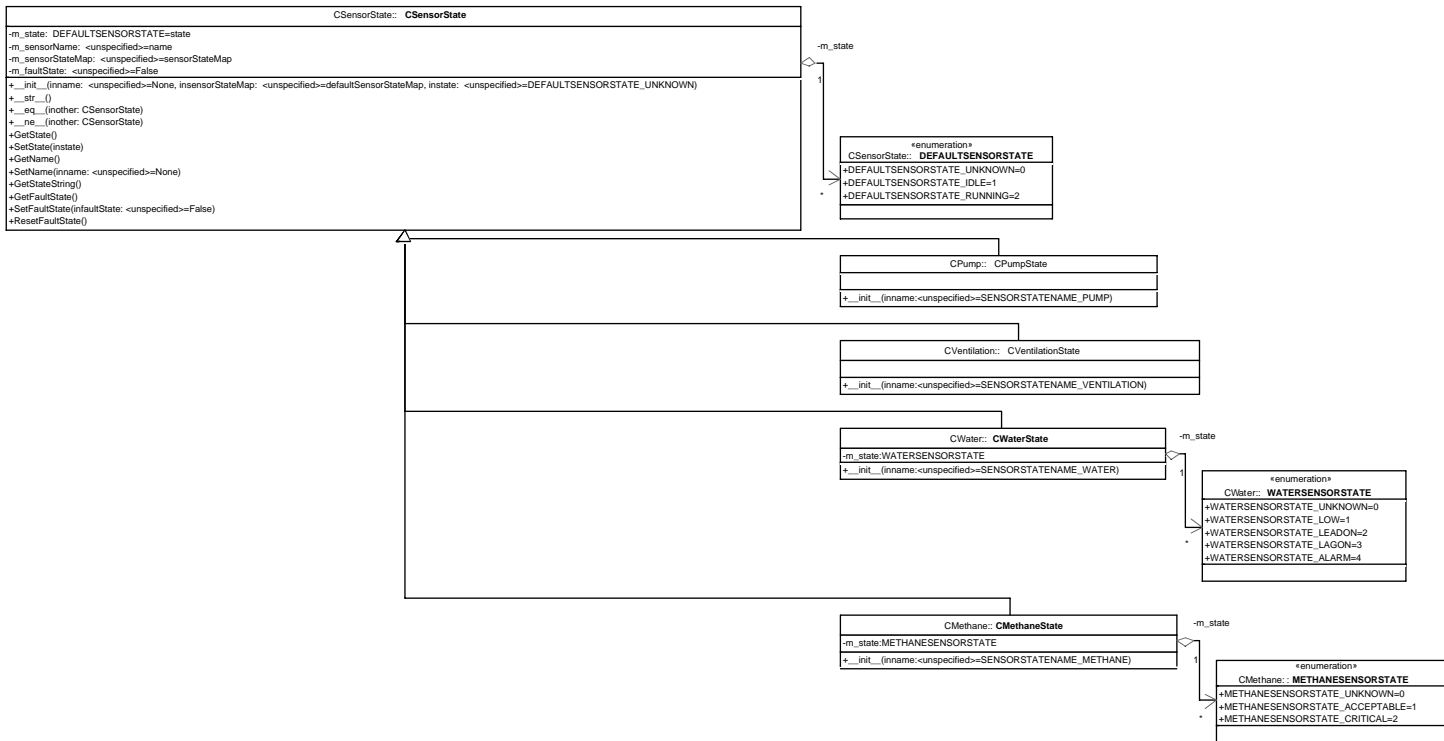 CSensorState:: CSensorState
-m_state: DEFAULTSENSORSTATE=state
-m_sensorName: <unspecified>=name
-m_sensorStateMap: <unspecified>=sensorStateMap
-m_faultState: <unspecified>=False
+__init__(inname: <unspecified>=None, insensorStateMap: <unspecified>=defaultSensorStateMap, instate: <unspecified>=DEFAULTSENSORSTATE_UNKNOWN)
+__str__()
+__eq__(inother: CSensorState)
+__ne__(inother: CSensorState)
+GetState()
+SetState(instate)
+GetName()
+SetName(inname: <unspecified>=None)
+GetStateString()
+GetFaultState()
+SetFaultState(infaultState: <unspecified>=False)
+ResetFaultState()
-m_state
1
*
«enumeration»
CSensorState:: DEFAULTSENSORSTATE
+DEFAULTSENSORSTATE_UNKNOWN=0
+DEFAULTSENSORSTATE_IDLE=1
+DEFAULTSENSORSTATE_RUNNING=2
CPump:: CPumpState
+__init__(inname:<unspecified>=SENSORSTATENAME_PUMP)
CVentilation:: CVentilationState
+__init__(inname:<unspecified>=SENSORSTATENAME_VENTILATION)
CWater:: CWaterState
-m_state:WATERSENSORSTATE
+__init__(inname:<unspecified>=SENSORSTATENAME_WATER)
-m_state
1
*
«enumeration»
CWater:: WATERSENSORSTATE
+WATERSENSORSTATE_UNKNOWN=0
+WATERSENSORSTATE_LOW=1
+WATERSENSORSTATE_LEADON=2
+WATERSENSORSTATE_LAGON=3
+WATERSENSORSTATE_ALARM=4
CMethane:: CMethaneState
-m_state:METHANESENSORSTATE
+__init__(inname:<unspecified>=SENSORSTATENAME_METHANE)
-m_state
1
*
«enumeration»
CMethane: : METHANESENSORSTATE
+METHANESENSORSTATE_UNKNOWN=0
+METHANESENSORSTATE_ACCEPTABLE=1
+METHANESENSORSTATE_CRITICAL=2